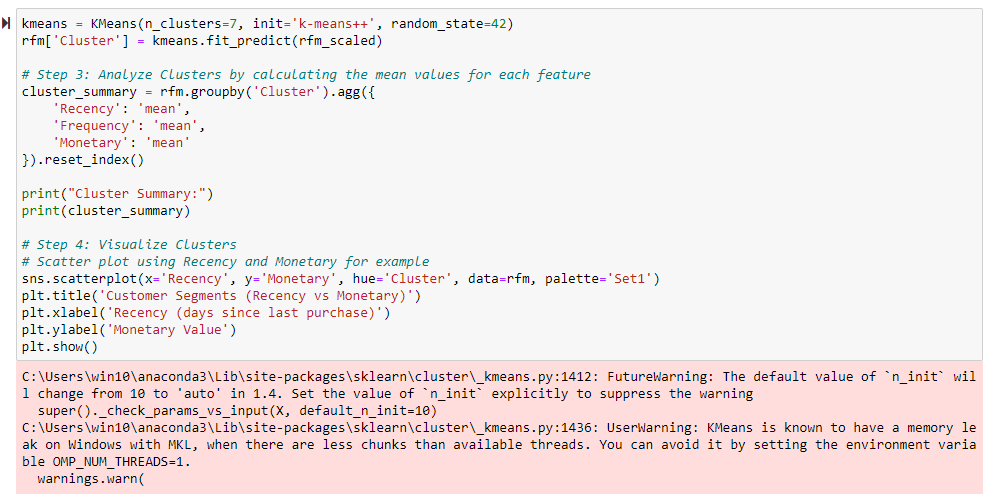 kmeans = KMeans(n_clusters=7, init='k-means++', random_state=42)
rfm['Cluster'] = kmeans.fit_predict(rfm_scaled)
# Step 3: Analyze Clusters by calculating the mean values for each feature
cluster_summary = rfm.groupby('Cluster').agg({
    'Recency': 'mean',
    'Frequency': 'mean',
    'Monetary': 'mean'
}).reset_index()
print("Cluster Summary:")
print(cluster_summary)
# Step 4: Visualize Clusters
# Scatter plot using Recency and Monetary for example
sns.scatterplot(x='Recency', y='Monetary', hue='Cluster', data=rfm, palette='Set1')
plt.title('Customer Segments (Recency vs Monetary)')
plt.xlabel('Recency (days since last purchase)')
plt.ylabel('Monetary Value')
plt.show()
C:\Users\win10\anaconda3\Lib\site-packages\sklearn\cluster\_kmeans.py:1412: FutureWarning: The default value of `n_init` wil
l change from 10 to 'auto' in 1.4. Set the value of `n_init` explicitly to suppress the warning
  super()._check_params_vs_input(X, default_n_init=10)
C:\Users\win10\anaconda3\Lib\site-packages\sklearn\cluster\_kmeans.py:1436: UserWarning: KMeans is known to have a memory le
ak on Windows with MKL, when there are less chunks than available threads. You can avoid it by setting the environment varia
ble OMP_NUM_THREADS=1.
  warnings.warn(